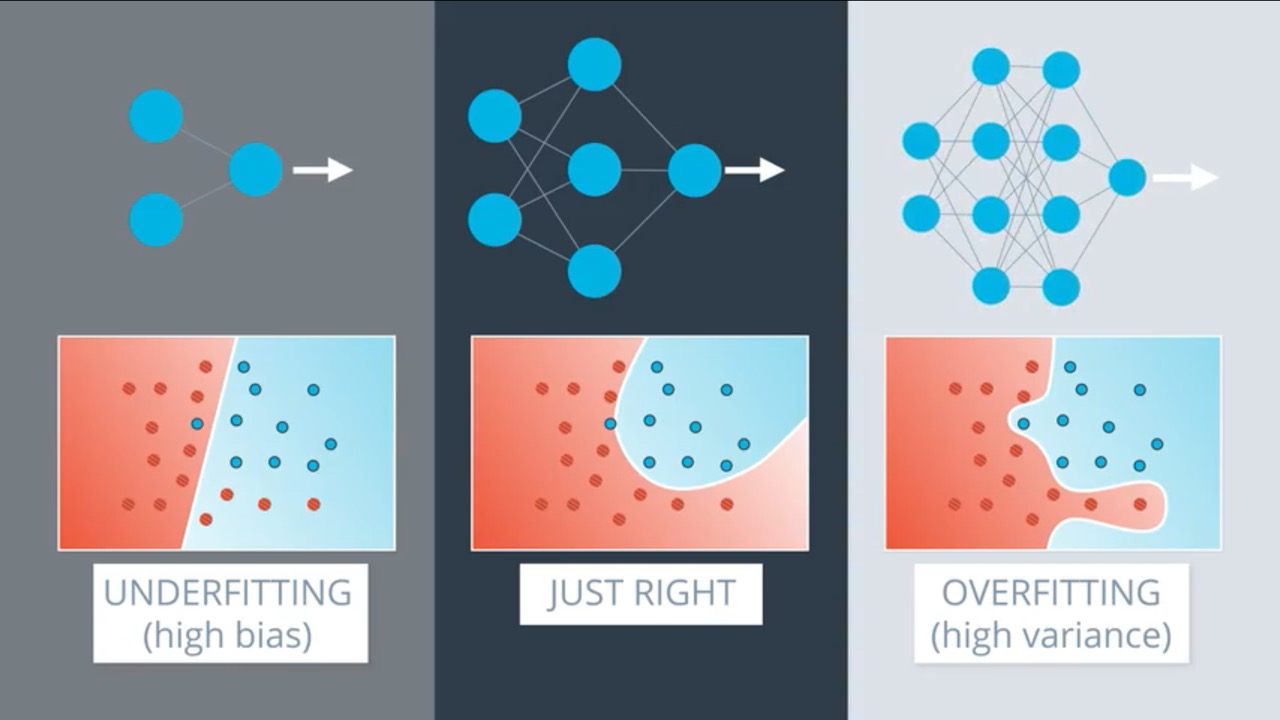 UNDERFITTING
(high bias)
JUST RIGHT
OVERFITTING
(high variance)